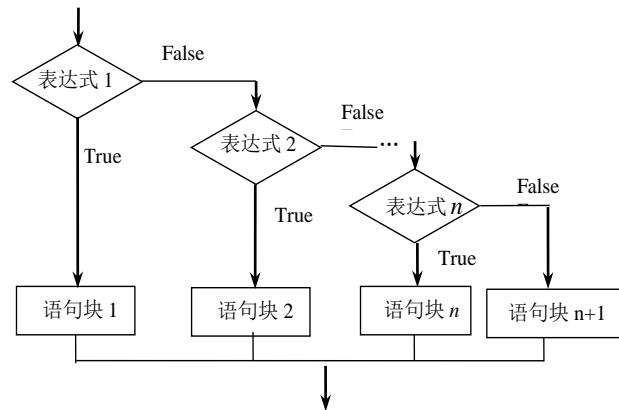 False
表达式 1
False
表达式 2
...
True
False
表达式 n
True
True
语句块 1
语句块 2
语句块 n
语句块 n+1